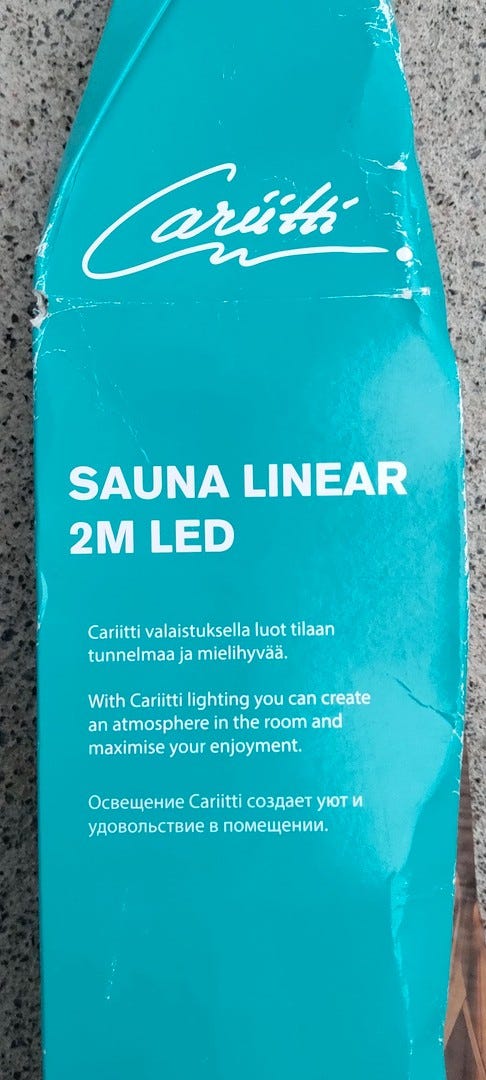 Cariitti
SAUNA LINEAR
2M LED
Cariitti valaistuksella luot tilaan
tunnelmaa ja mielihyvää.
With Cariitti lighting you can create
an atmosphere in the room and
maximise your enjoyment.
Освещение Cariitti создает уют и
удовольствие в помещении.